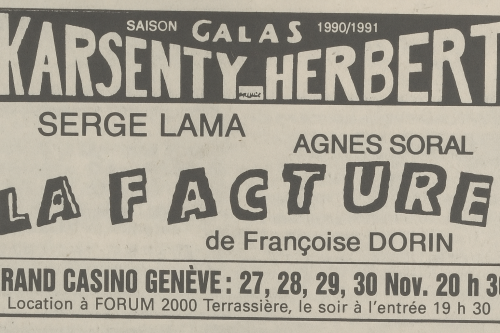 SAISON GALAS 1990/1991
KARSENTY HERBERT
SERGE LAMA
AGNES SORAL
LA FACTURE
de Françoise DORIN
RAND CASINO GENÈVE: 27, 28, 29, 30 Nov. 20 h 30
Location à FORUM 2000 Terrassière, le soir à l'entrée 19 h 30